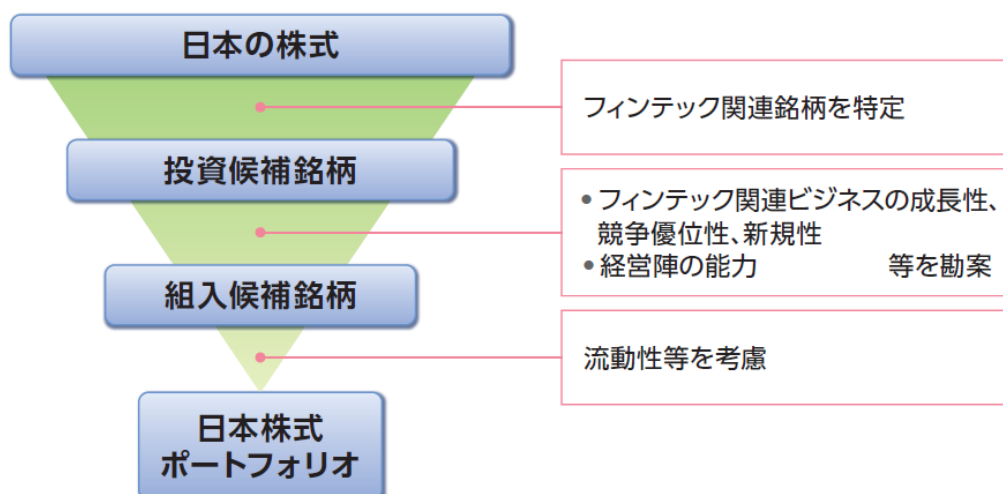 日本の株式
フィンテック関連銘柄を特定
投資候補銘柄
• フィンテック関連ビジネスの成長性、
競争優位性、新規性
• 経営陣の能力　　　　等を勘案
組入候補銘柄
流動性等を考慮
日本株式
ポートフォリオ